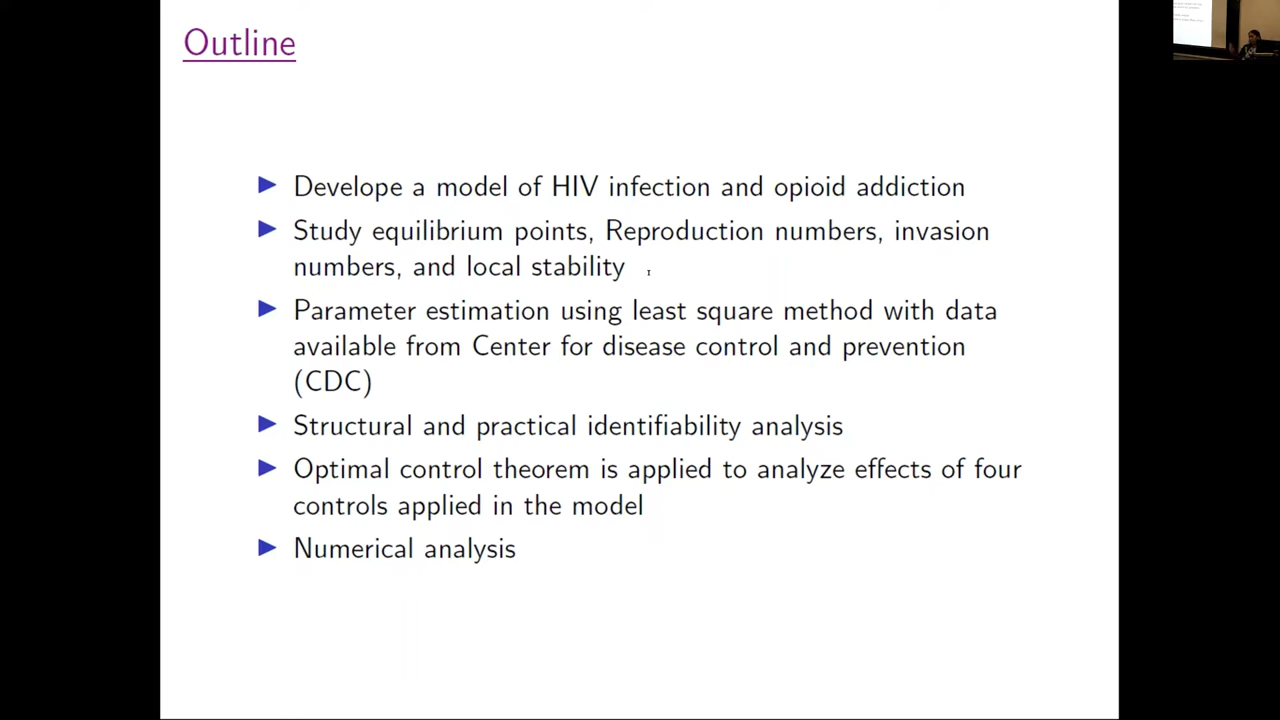 Outline
Develope a model of HIV infection and opioid addiction
Study equilibrium points, Reproduction numbers, invasion
numbers, and local stability
Parameter estimation using least square method with data
available from Center for disease control and prevention
(CDC)
Structural and practical identifiability analysis
Optimal control theorem is applied to analyze effects of four
controls applied in the model
Numerical analysis